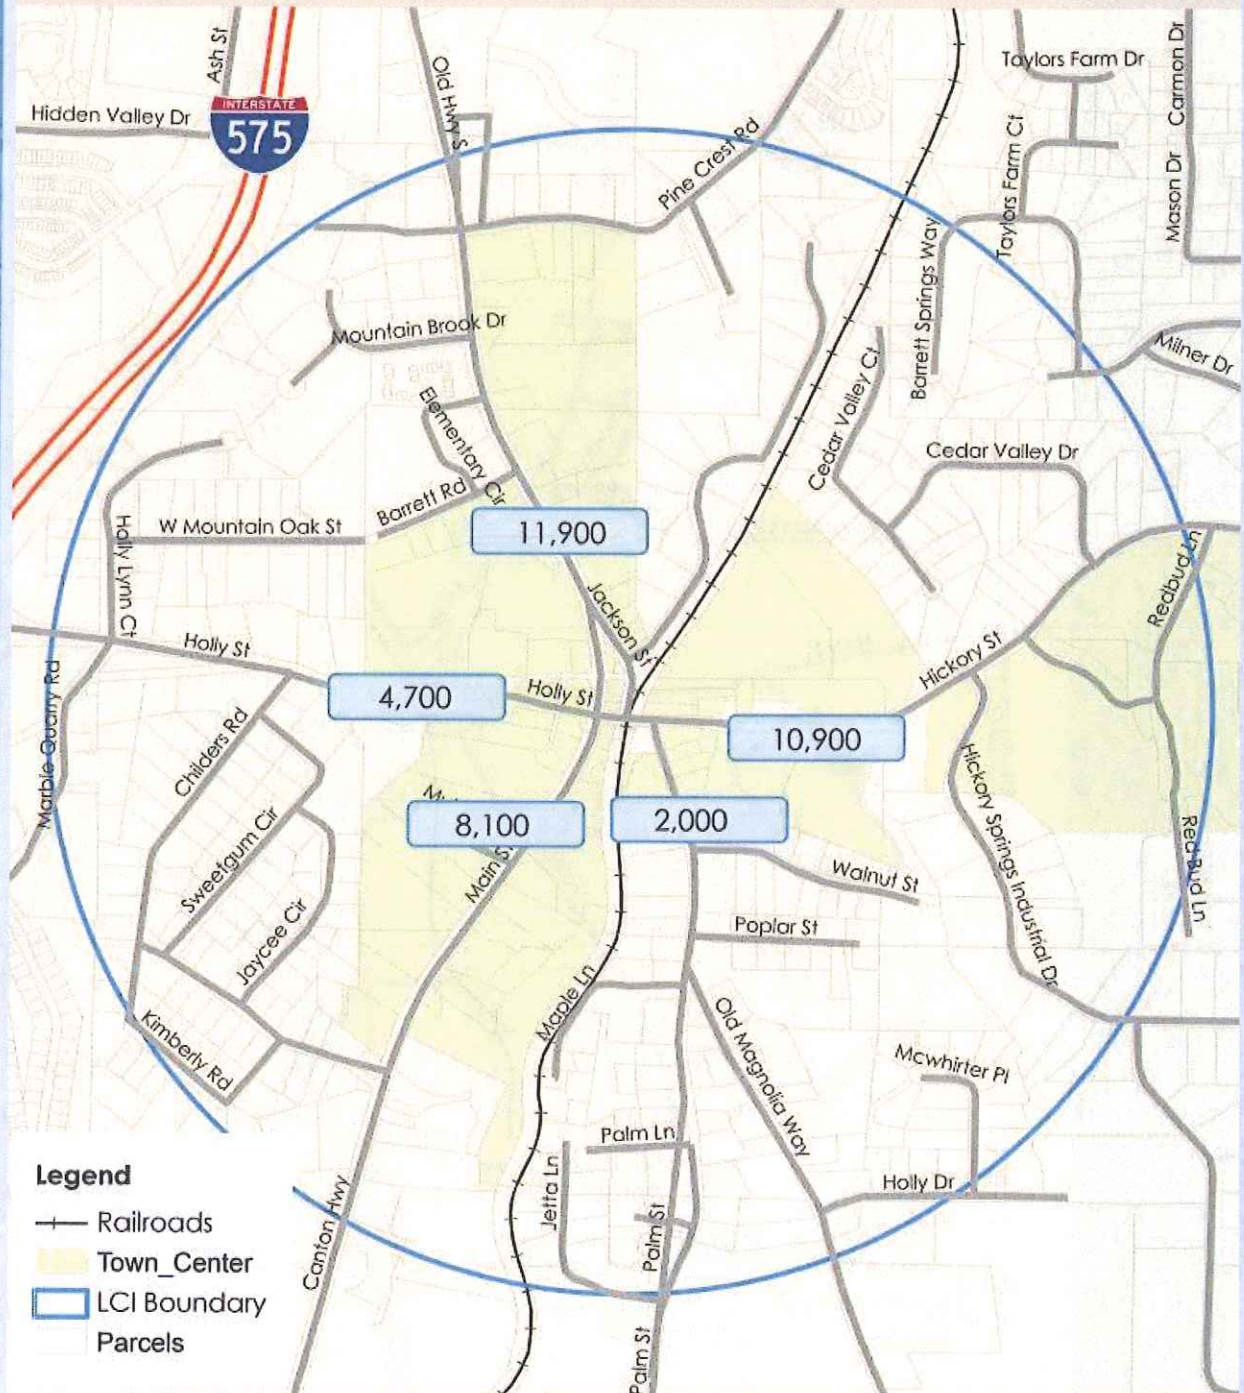 Ash St
Old Hwy 5
Taylors Farm Dr
Carmon Dr
Hidden Valley Dr
INTERSTATE
575
Pine Crest Rd
Taylors Farm Ct
Mason Dr
Barrett Springs Way
Mountain Brook Dr
Milner Dr
Elementary Cir
Cedar Valley Ct
Cedar Valley Dr
Barrett Rd
W Mountain Oak St
Holly Lynn Ct
11,900
Redbud Ln
Jackson St
Holly St
Hickory St
Marble Quarry Rd
4,700
Holly St
10,900
Childers Rd
Hickory Springs Industrial Dr
8,100
2,000
Sweetgum Cir
Main St
Walnut St
Red Bud Ln
Poplar St
Jaycee Cir
Maple Ln
Old Magnolia Way
Kimberly Rd
Mcwhirter Pl
Palm Ln
Jetta Ln
Holly Dr
Palm St
Canton Hwy
Palm St
Legend
Railroads
Town_Center
LCI Boundary
Parcels